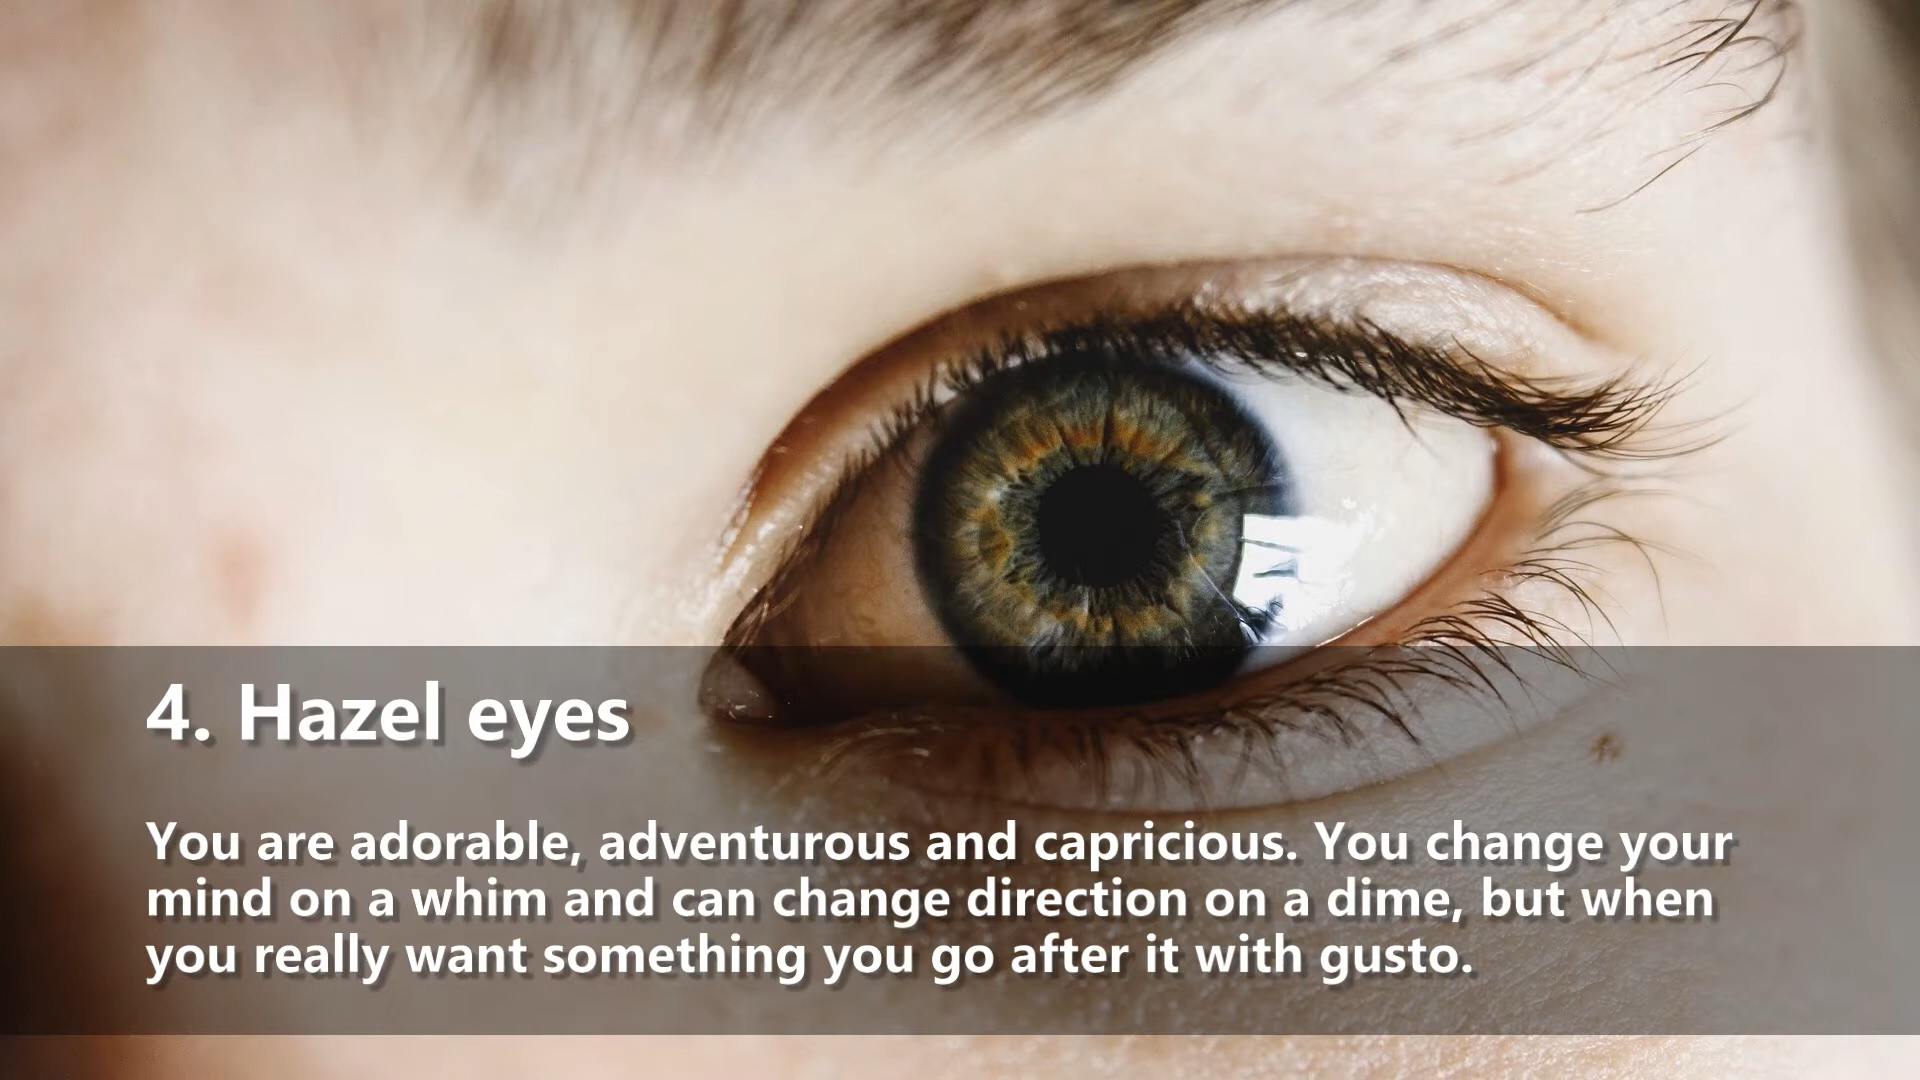 4. Hazel eyes
You are adorable, adventurous and capricious. You change your
mind on a whim and can change direction on a dime, but when
you really want something you go after it with gusto.